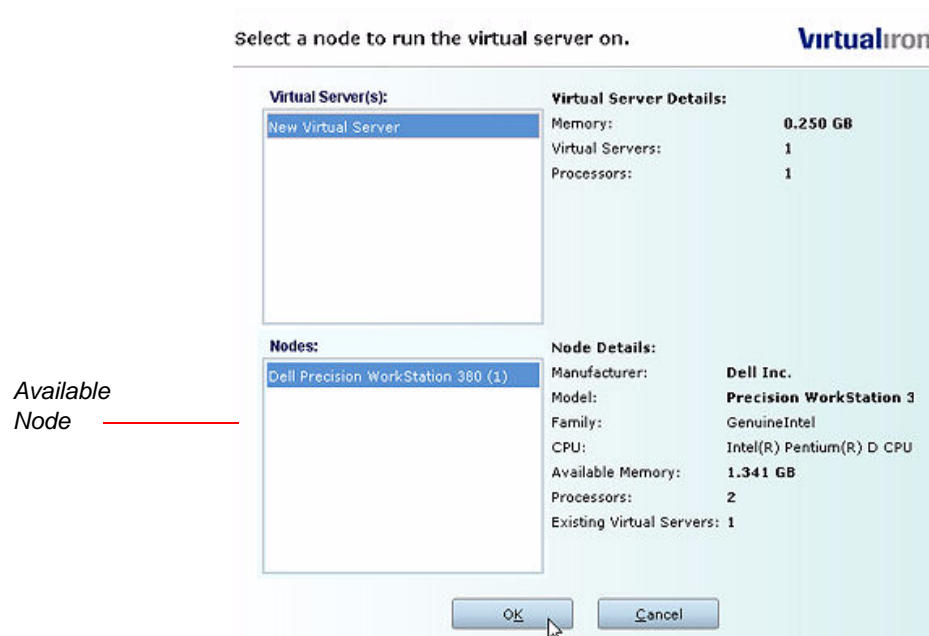 Select a node to run the virtual server on.
Virtualiron
Virtual Server(s):
New Virtual Server
Virtual Server Details:
Memory: 0.250 GB
Virtual Servers: 1
Processors: 1
Nodes:
Dell Precision WorkStation 380 (1)
Node Details:
Manufacturer: Dell Inc.
Model: Precision WorkStation 3
Family: GenuineIntel
CPU: Intel(R) Pentium(R) D CPU
Available Memory: 1.341 GB
Processors: 2
Existing Virtual Servers: 1
Available
Node
OK
Cancel